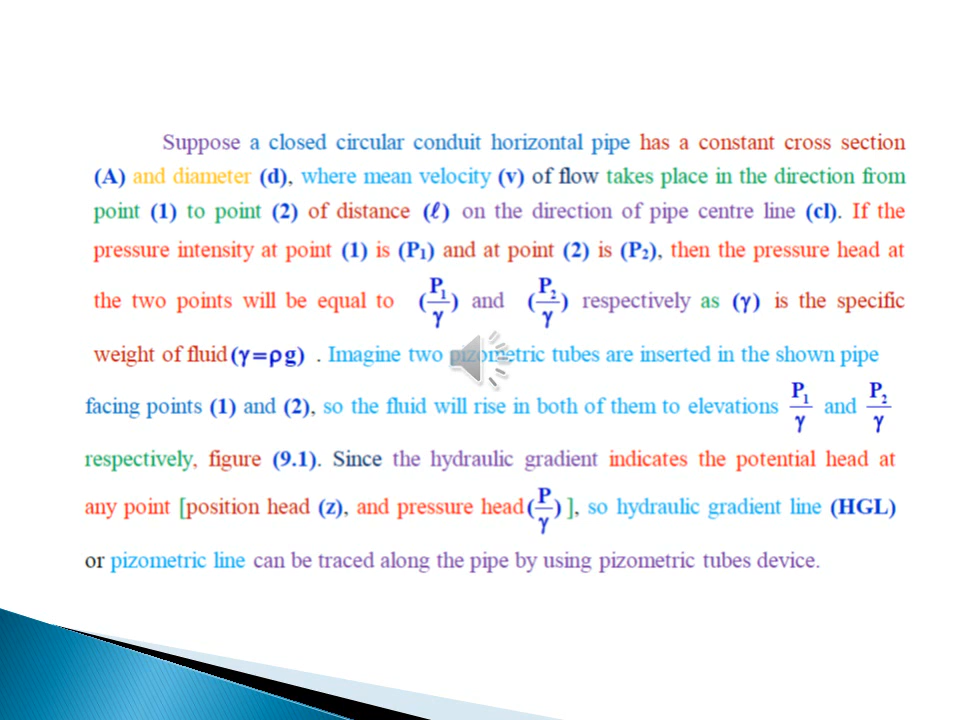 Suppose a closed circular conduit horizontal pipe has a constant cross section
(A) and diameter (d), where mean velocity (v) of flow takes place in the direction from
point (1) to point (2) of distance (ℓ) on the direction of pipe centre line (cl). If the
pressure intensity at point (1) is (P₁) and at point (2) is (P₂), then the pressure head at
the two points will be equal to (P₁/γ) and (P₂/γ) respectively as (γ) is the specific
weight of fluid (γ=ρg) . Imagine two pizometric tubes are inserted in the shown pipe
facing points (1) and (2), so the fluid will rise in both of them to elevations P₁/γ and P₂/γ
respectively, figure (9.1). Since the hydraulic gradient indicates the potential head at
any point [position head (z), and pressure head (P/γ) ], so hydraulic gradient line (HGL)
or pizometric line can be traced along the pipe by using pizometric tubes device.